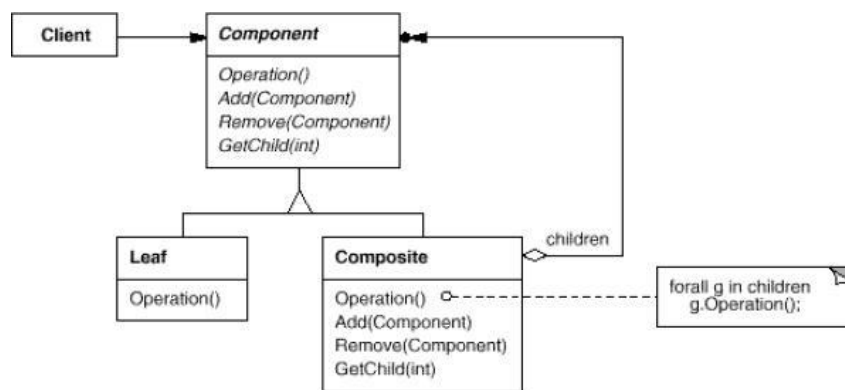 Client
Component
Operation()
Add(Component)
Remove(Component)
GetChild(int)
Leaf
Operation()
Composite
Operation()
Add(Component)
Remove(Component)
GetChild(int)
children
forall g in children
g.Operation();